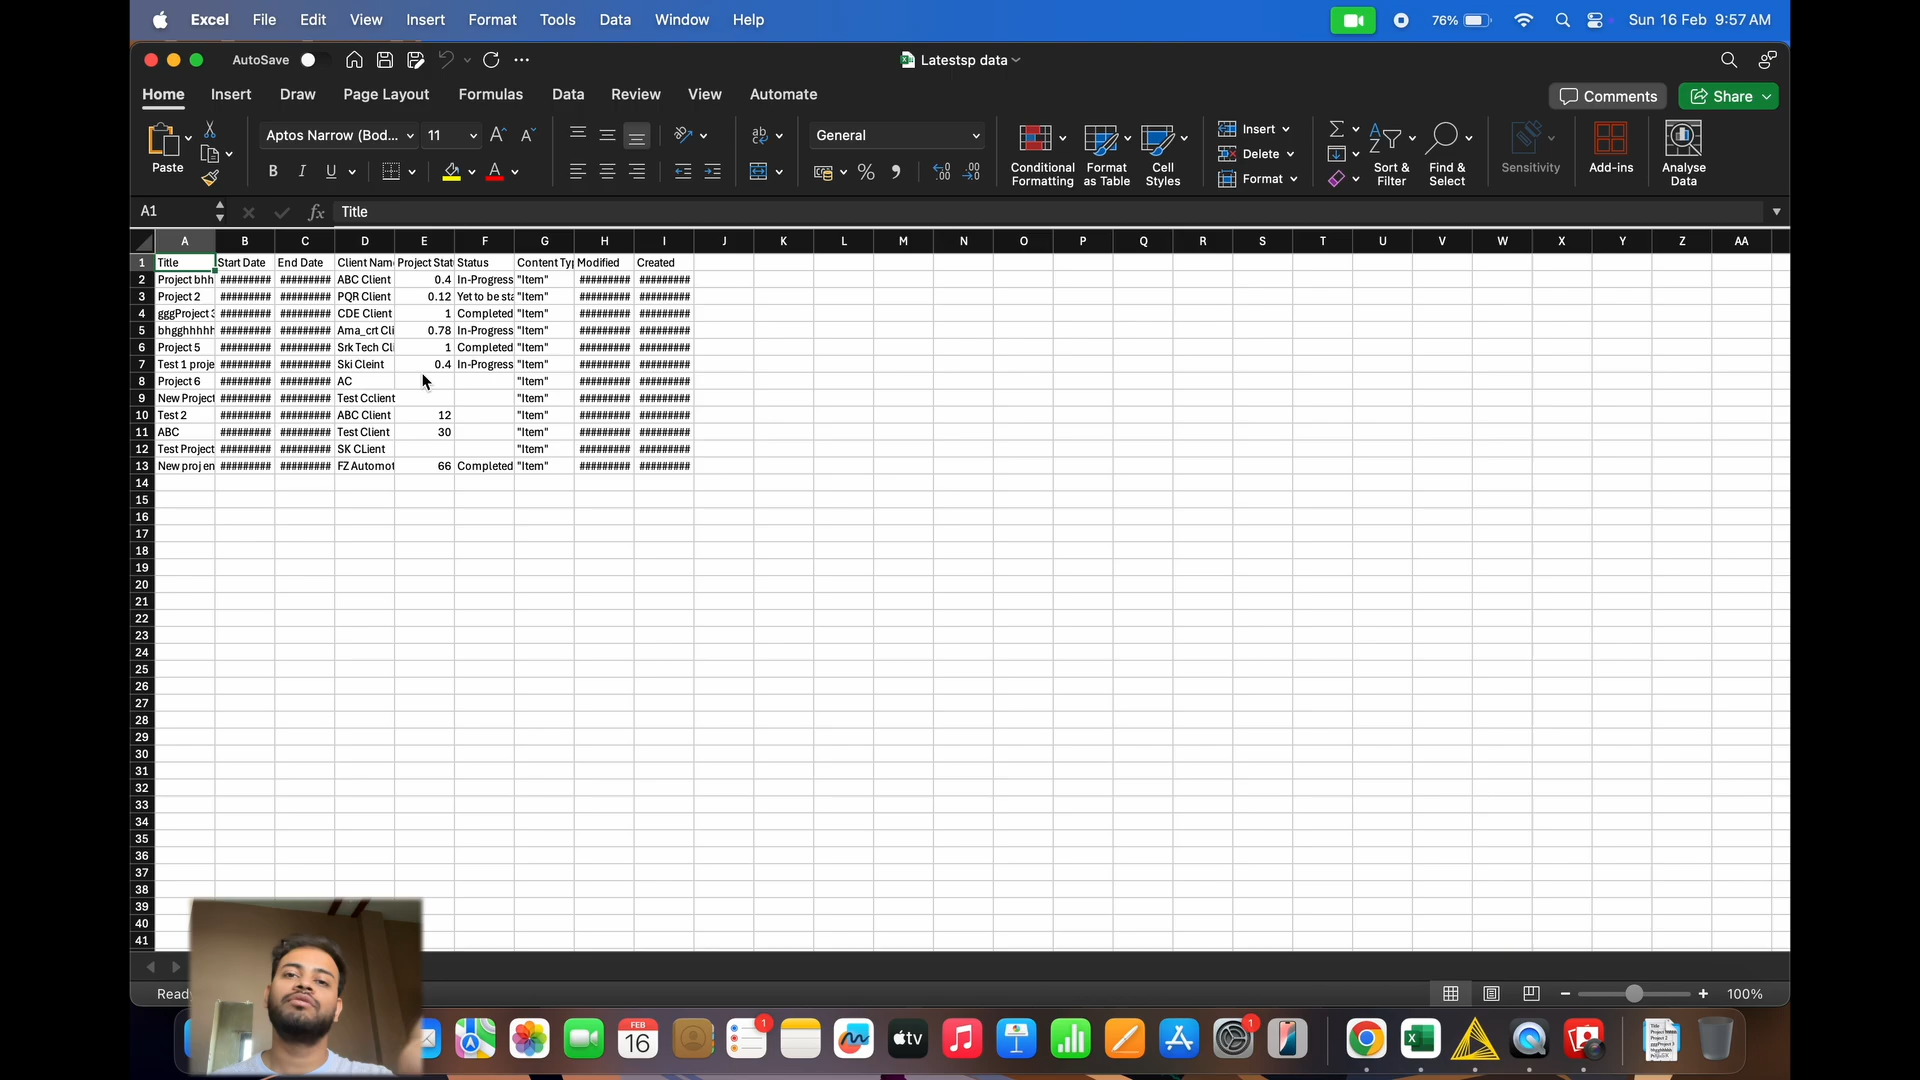 Excel File Edit View Insert Format Tools Data Window Help 76% Sun 16 Feb 9:57 AM
AutoSave Latestsp data
Home Insert Draw Page Layout Formulas Data Review View Automate Comments Share
Paste Aptos Narrow (Bod... 11 General Conditional Formatting Format as Table Cell Styles Insert Delete Format Sort & Filter Find & Select Sensitivity Add-ins Analyse Data
A1 fx Title
A B C D E F G H I J K L M N O P Q R S T U V W X Y Z AA
1 Title Start Date End Date Client Nam Project Stat Status Content Typ Modified Created
2 Project bhh ######### ######### ABC Client 0.4 In-Progress "Item" ######### #########
3 Project 2 ######### ######### PQR Client 0.12 Yet to be sta "Item" ######### #########
4 gggProject 3 ######### ######### CDE Client 1 Completed "Item" ######### #########
5 bhgghhhhh ######### ######### Ama_crt Cli 0.78 In-Progress "Item" ######### #########
6 Project 5 ######### ######### Srk Tech Cli 1 Completed "Item" ######### #########
7 Test 1 proje ######### ######### Ski Cleint 0.4 In-Progress "Item" ######### #########
8 Project 6 ######### ######### AC "Item" ######### #########
9 New Project ######### ######### Test Cclient "Item" ######### #########
10 Test 2 ######### ######### ABC Client 12 "Item" ######### #########
11 ABC ######### ######### Test Client 30 "Item" ######### #########
12 Test Project ######### ######### SK CLient "Item" ######### #########
13 New proj en ######### ######### FZ Automot 66 Completed "Item" ######### #########
14
15
16
17
18
19
20
21
22
23
24
25
26
27
28
29
30
31
32
33
34
35
36
37
38
39
40
41
Ready 100%
FEB 16 1 tv 1